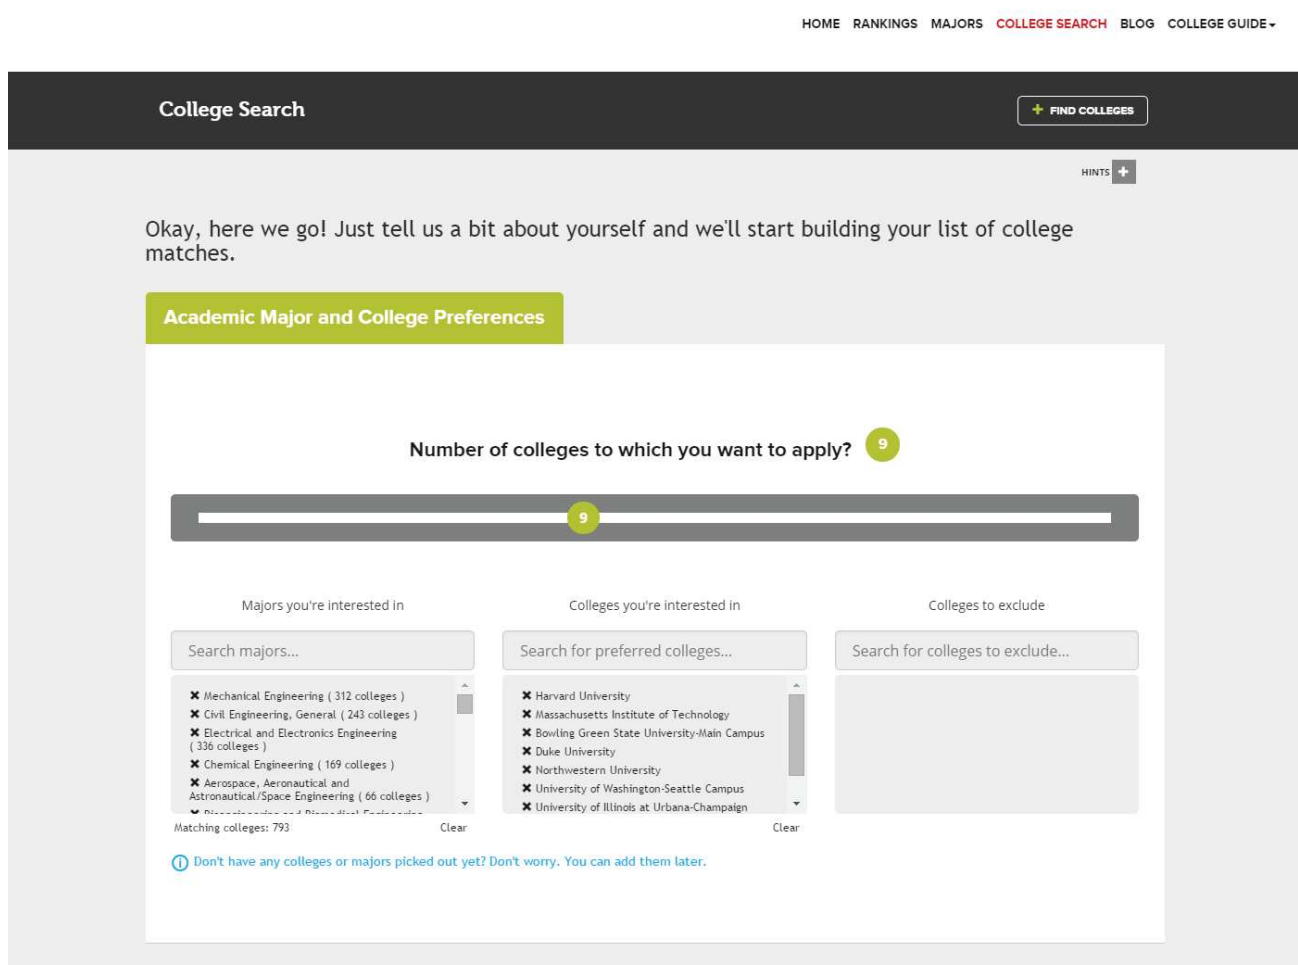 HOME RANKINGS MAJORS COLLEGE SEARCH BLOG COLLEGE GUIDE
College Search
+ FIND COLLEGES
HINTS +
Okay, here we go! Just tell us a bit about yourself and we'll start building your list of college
matches.
Academic Major and College Preferences
Number of colleges to which you want to apply? 9
9
Majors you're interested in
Search majors...
✖ Mechanical Engineering ( 312 colleges )
✖ Civil Engineering, General ( 243 colleges )
✖ Electrical and Electronics Engineering
( 336 colleges )
✖ Chemical Engineering ( 169 colleges )
✖ Aerospace, Aeronautical and
Astronautical/Space Engineering ( 66 colleges )
✖ Bioengineering and Biomedical Engineering
Matching colleges: 793
Clear
Colleges you're interested in
Search for preferred colleges...
✖ Harvard University
✖ Massachusetts Institute of Technology
✖ Bowling Green State University-Main Campus
✖ Duke University
✖ Northwestern University
✖ University of Washington-Seattle Campus
✖ University of Illinois at Urbana-Champaign
Clear
Colleges to exclude
Search for colleges to exclude...
Don't have any colleges or majors picked out yet? Don't worry. You can add them later.